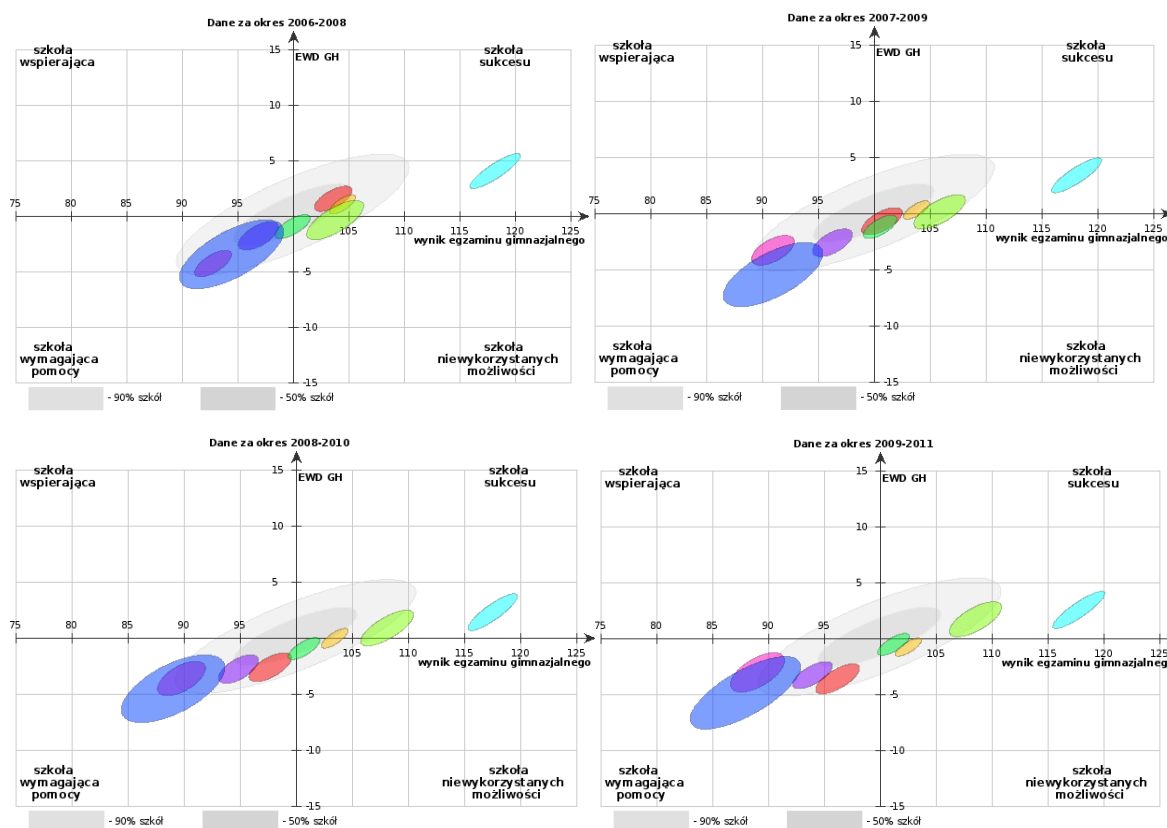 Dane za okres 2006-2008
szkoła
wspierająca
szkoła
sukcesu
EWD GH
15
10
5
-5
-10
-15
75 80 85 90 95 105 110 115 120 125
wynik egzaminu gimnazjalnego
szkoła
wymagająca
pomocy
szkoła
niewykorzystanych
możliwości
- 90% szkół
- 50% szkół
Dane za okres 2007-2009
szkoła
wspierająca
szkoła
sukcesu
EWD GH
15
10
5
-5
-10
-15
75 80 85 90 95 105 110 115 120 125
wynik egzaminu gimnazjalnego
szkoła
wymagająca
pomocy
szkoła
niewykorzystanych
możliwości
- 90% szkół
- 50% szkół
Dane za okres 2008-2010
szkoła
wspierająca
szkoła
sukcesu
EWD GH
15
10
5
-5
-10
-15
75 80 85 90 95 105 110 115 120 125
wynik egzaminu gimnazjalnego
szkoła
wymagająca
pomocy
szkoła
niewykorzystanych
możliwości
- 90% szkół
- 50% szkół
Dane za okres 2009-2011
szkoła
wspierająca
szkoła
sukcesu
EWD GH
15
10
5
-5
-10
-15
75 80 85 90 95 105 110 115 120 125
wynik egzaminu gimnazjalnego
szkoła
wymagająca
pomocy
szkoła
niewykorzystanych
możliwości
- 90% szkół
- 50% szkół